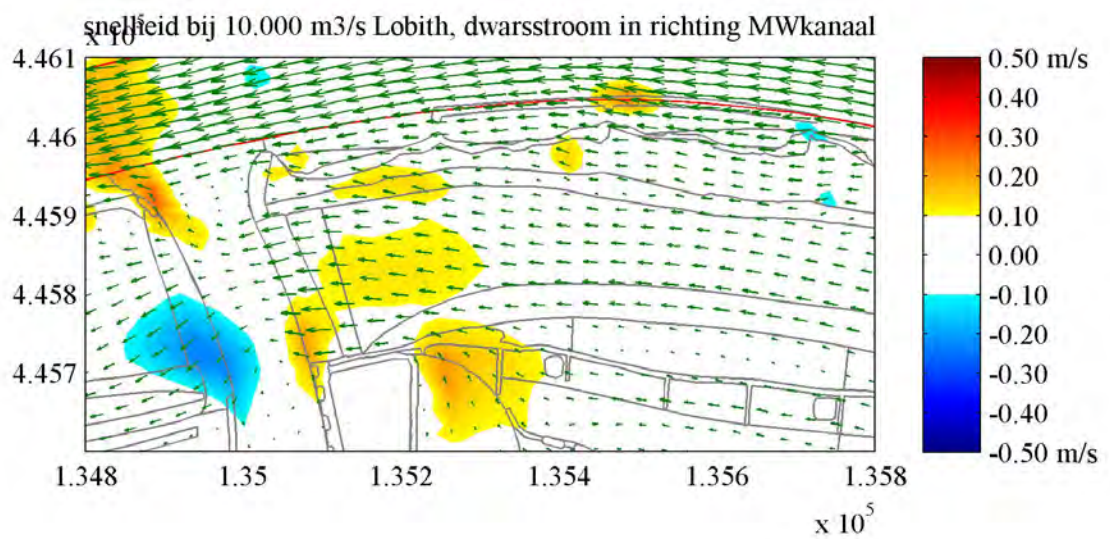 snelheid bij 10.000 m3/s Lobith, dwarsstroom in richting MWkanaal
x 10^5
4.461
4.46
4.459
4.458
4.457
1.348 1.35 1.352 1.354 1.356 1.358
x 10^5
0.50 m/s
0.40
0.30
0.20
0.10
0.00
-0.10
-0.20
-0.30
-0.40
-0.50 m/s